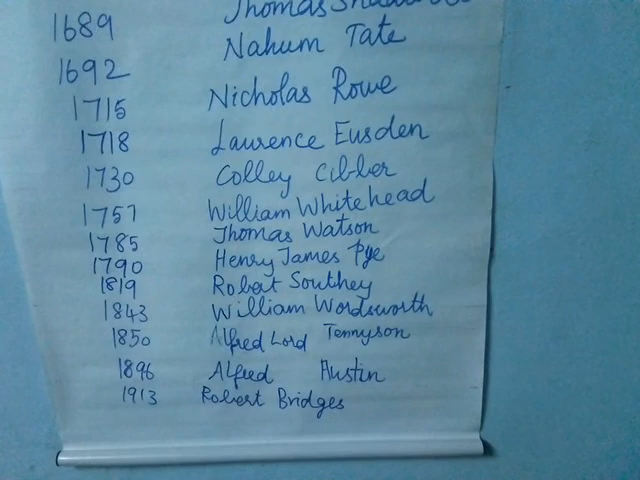 1689 Thomas
1692 Nahum Tate
1715 Nicholas Rowe
1718 Laurence Eusden
1730 Colley Cibber
1757 William Whitehead
1785 Thomas Watson
1790 Henry James Pye
1819 Robert Southey
1843 William Wordsworth
1850 Alfred Lord Tennyson
1896 Alfred Austin
1913 Robert Bridges